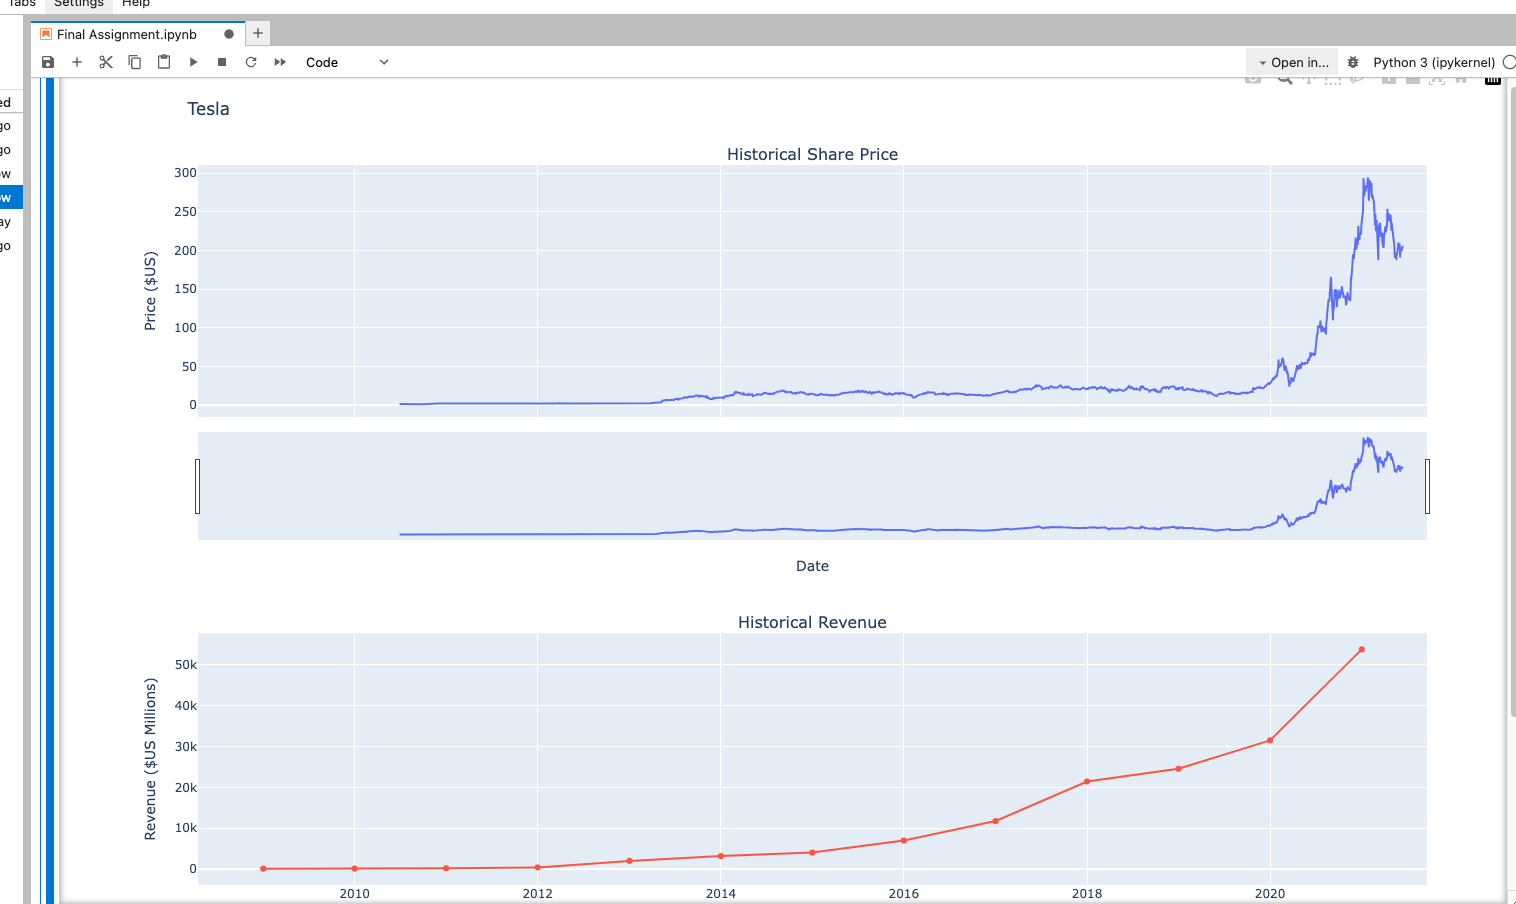 Tabs Settings Help
Final Assignment.ipynb
Code
Open in...
Python 3 (ipykernel)
ed
go
go
ow
ow
ay
go
Tesla
Historical Share Price
300
250
200
150
100
50
0
Price ($US)
Date
Historical Revenue
50k
40k
30k
20k
10k
0
Revenue ($US Millions)
2010 2012 2014 2016 2018 2020